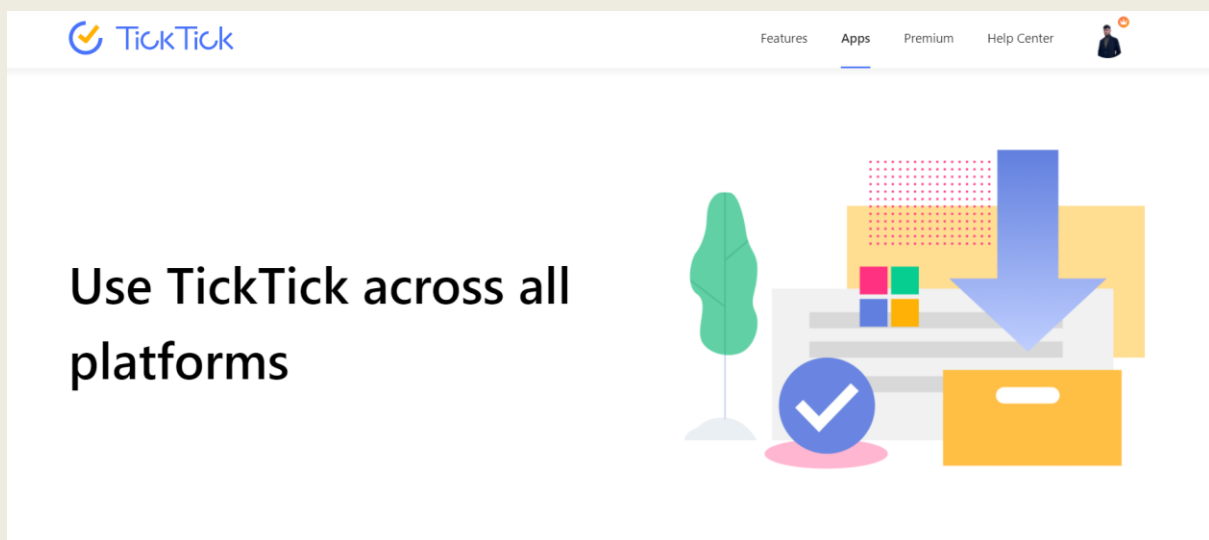 TickTick
Features Apps Premium Help Center
Use TickTick across all
platforms